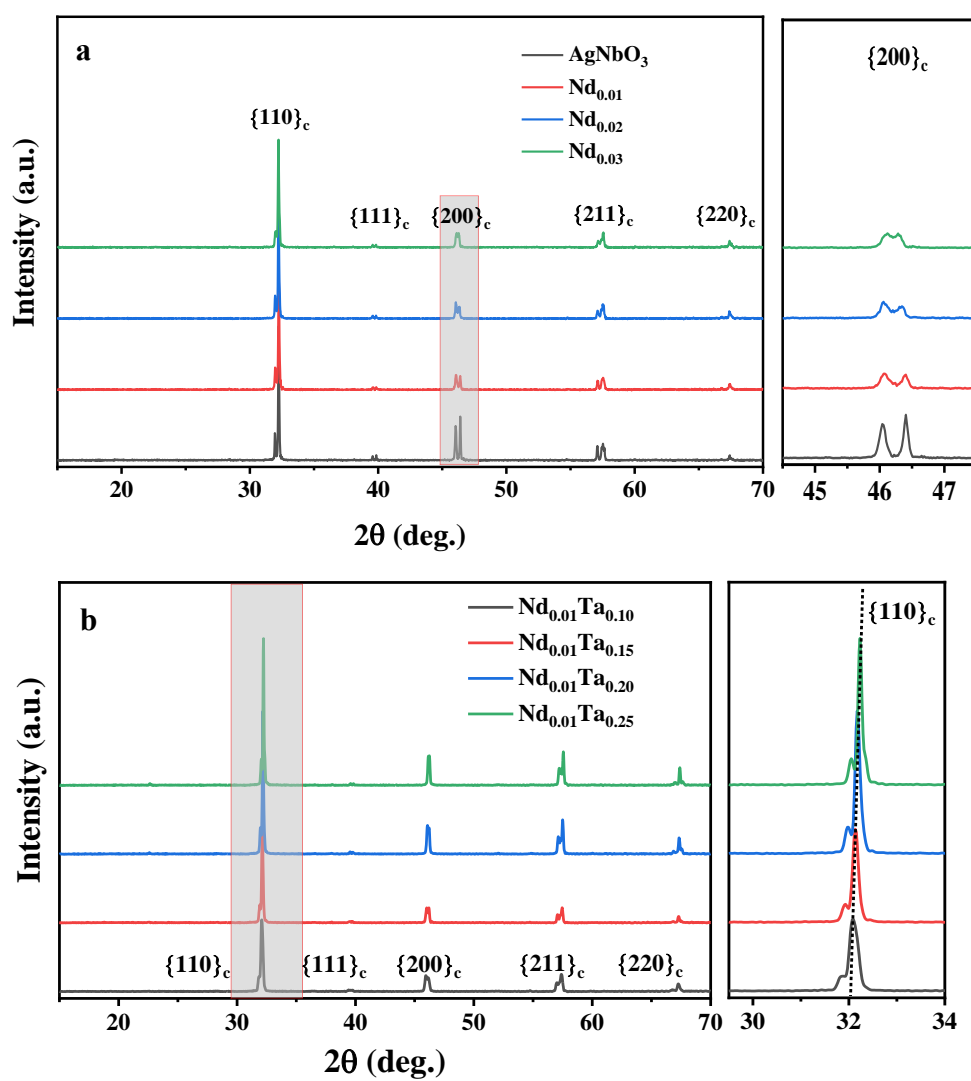 a
AgNbO₃
Nd₀.₀₁
Nd₀.₀₂
Nd₀.₀₃
{110}c
{111}c
{200}c
{211}c
{220}c
Intensity (a.u.)
20 30 40 50 60 70
2θ (deg.)
{200}c
45 46 47
b
Nd₀.₀₁Ta₀.₁₀
Nd₀.₀₁Ta₀.₁₅
Nd₀.₀₁Ta₀.₂₀
Nd₀.₀₁Ta₀.₂₅
{110}c {111}c {200}c {211}c {220}c
Intensity (a.u.)
20 30 40 50 60 70
2θ (deg.)
{110}c
30 32 34